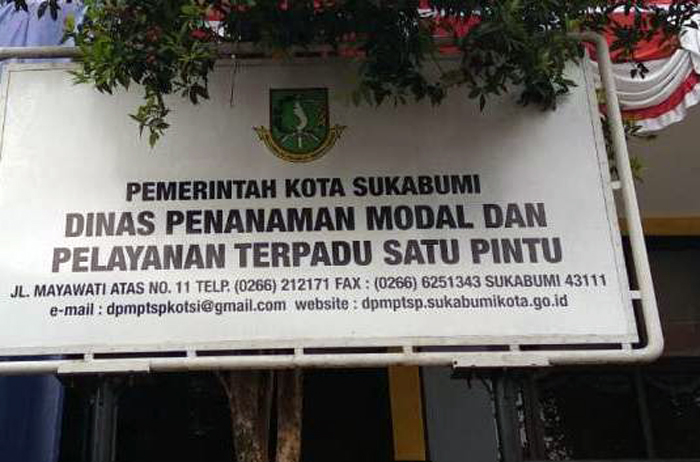 PEMERINTAH KOTA SUKABUMI
DINAS PENANAMAN MODAL DAN
PELAYANAN TERPADU SATU PINTU
JL. MAYAWATI ATAS NO. 11 TELP. (0266) 212171 FAX : (0266) 6251343 SUKABUMI 43111
e-mail : dpmptspkotsi@gmail.com website : dpmptsp.sukabumikota.go.id